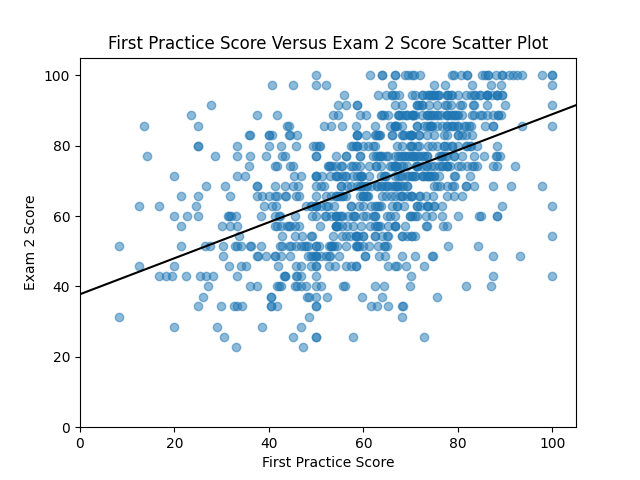 First Practice Score Versus Exam 2 Score Scatter Plot
100
80
60
40
20
0
Exam 2 Score
0 20 40 60 80 100
First Practice Score